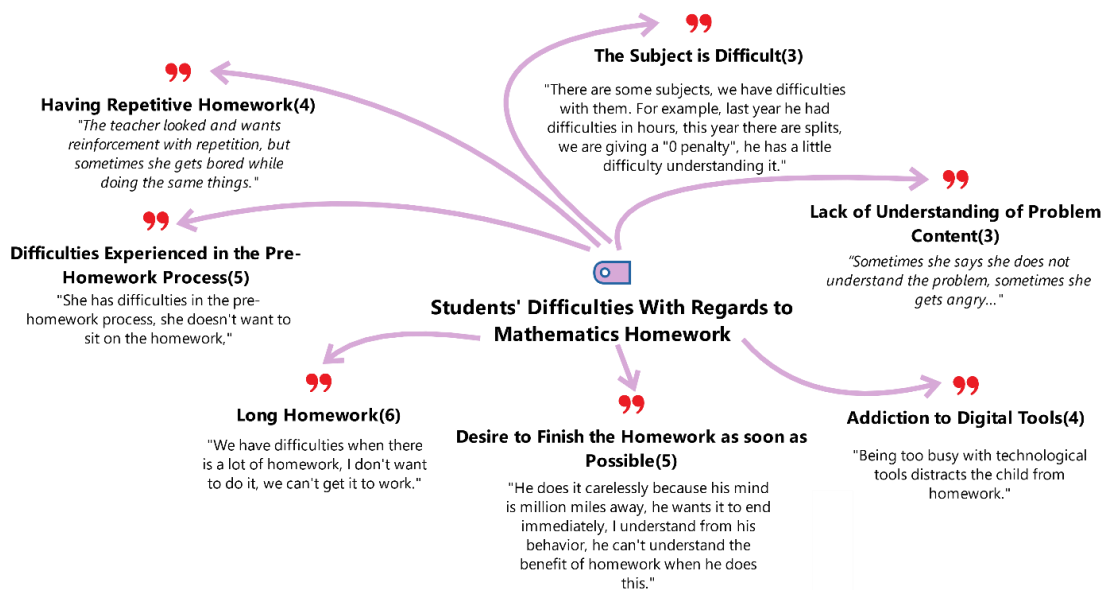 The Subject is Difficult(3)
"There are some subjects, we have difficulties
with them. For example, last year he had
difficulties in hours, this year there are splits,
we are giving a "0 penalty", he has a little
difficulty understanding it."
Having Repetitive Homework(4)
"The teacher looked and wants
reinforcement with repetition, but
sometimes she gets bored while
doing the same things."
Lack of Understanding of Problem
Content(3)
"Sometimes she says she does not
understand the problem, sometimes she
gets angry..."
Difficulties Experienced in the Pre-
Homework Process(5)
"She has difficulties in the pre-
homework process, she doesn't want to
sit on the homework,"
Students' Difficulties With Regards to
Mathematics Homework
Long Homework(6)
"We have difficulties when there
is a lot of homework, I don't want
to do it, we can't get it to work."
Desire to Finish the Homework as soon as
Possible(5)
"He does it carelessly because his mind
is million miles away, he wants it to end
immediately, I understand from his
behavior, he can't understand the
benefit of homework when he does
this."
Addiction to Digital Tools(4)
"Being too busy with technological
tools distracts the child from
homework."